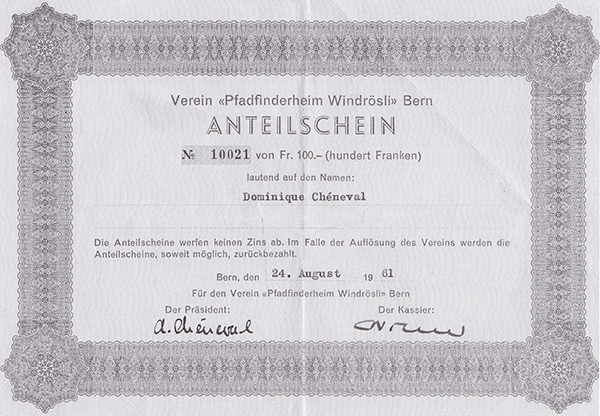 Verein «Pfadfinderheim Windrösli» Bern
ANTEILSCHEIN
№ 10021 von Fr. 100.– (hundert Franken)
lautend auf den Namen:
Dominique Chéneval
Die Anteilscheine werfen keinen Zins ab. Im Falle der Auflösung des Vereins werden die
Anteilscheine, soweit möglich, zurückbezahlt.
Bern, den 24. August 1961
Für den Verein «Pfadfinderheim Windrösli» Bern
Der Präsident: Der Kassier:
A. Chéneval